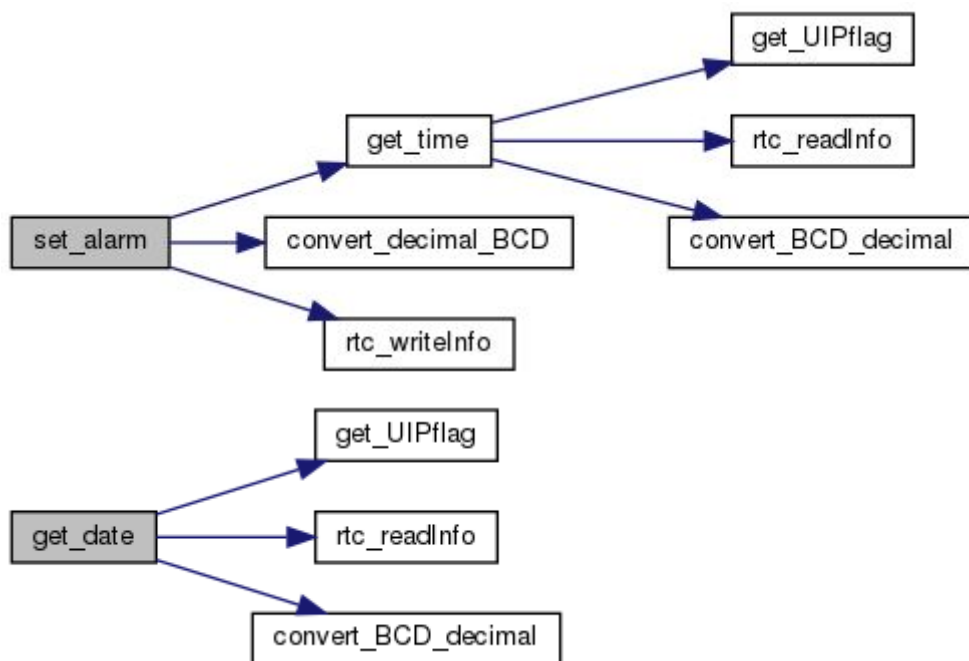 get_UIPflag
get_time
rtc_readInfo
set_alarm
convert_decimal_BCD
convert_BCD_decimal
rtc_writeInfo
get_UIPflag
get_date
rtc_readInfo
convert_BCD_decimal